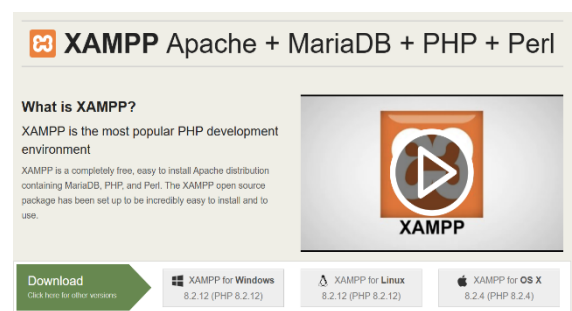 XAMPP Apache + MariaDB + PHP + Perl
What is XAMPP?
XAMPP is the most popular PHP development
environment
XAMPP is a completely free, easy to install Apache distribution
containing MariaDB, PHP, and Perl. The XAMPP open source
package has been set up to be incredibly easy to install and to
use.
XAMPP
Download
Click here for other versions
XAMPP for Windows
8.2.12 (PHP 8.2.12)
XAMPP for Linux
8.2.12 (PHP 8.2.12)
XAMPP for OS X
8.2.4 (PHP 8.2.4)